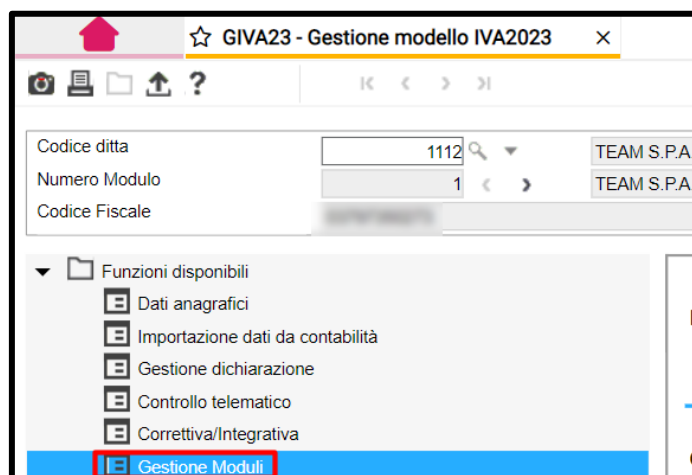 GIVA23 - Gestione modello IVA2023
?
Codice ditta 1112 TEAM S.P.A
Numero Modulo 1 TEAM S.P.A
Codice Fiscale
Funzioni disponibili
Dati anagrafici
Importazione dati da contabilità
Gestione dichiarazione
Controllo telematico
Correttiva/Integrativa
Gestione Moduli